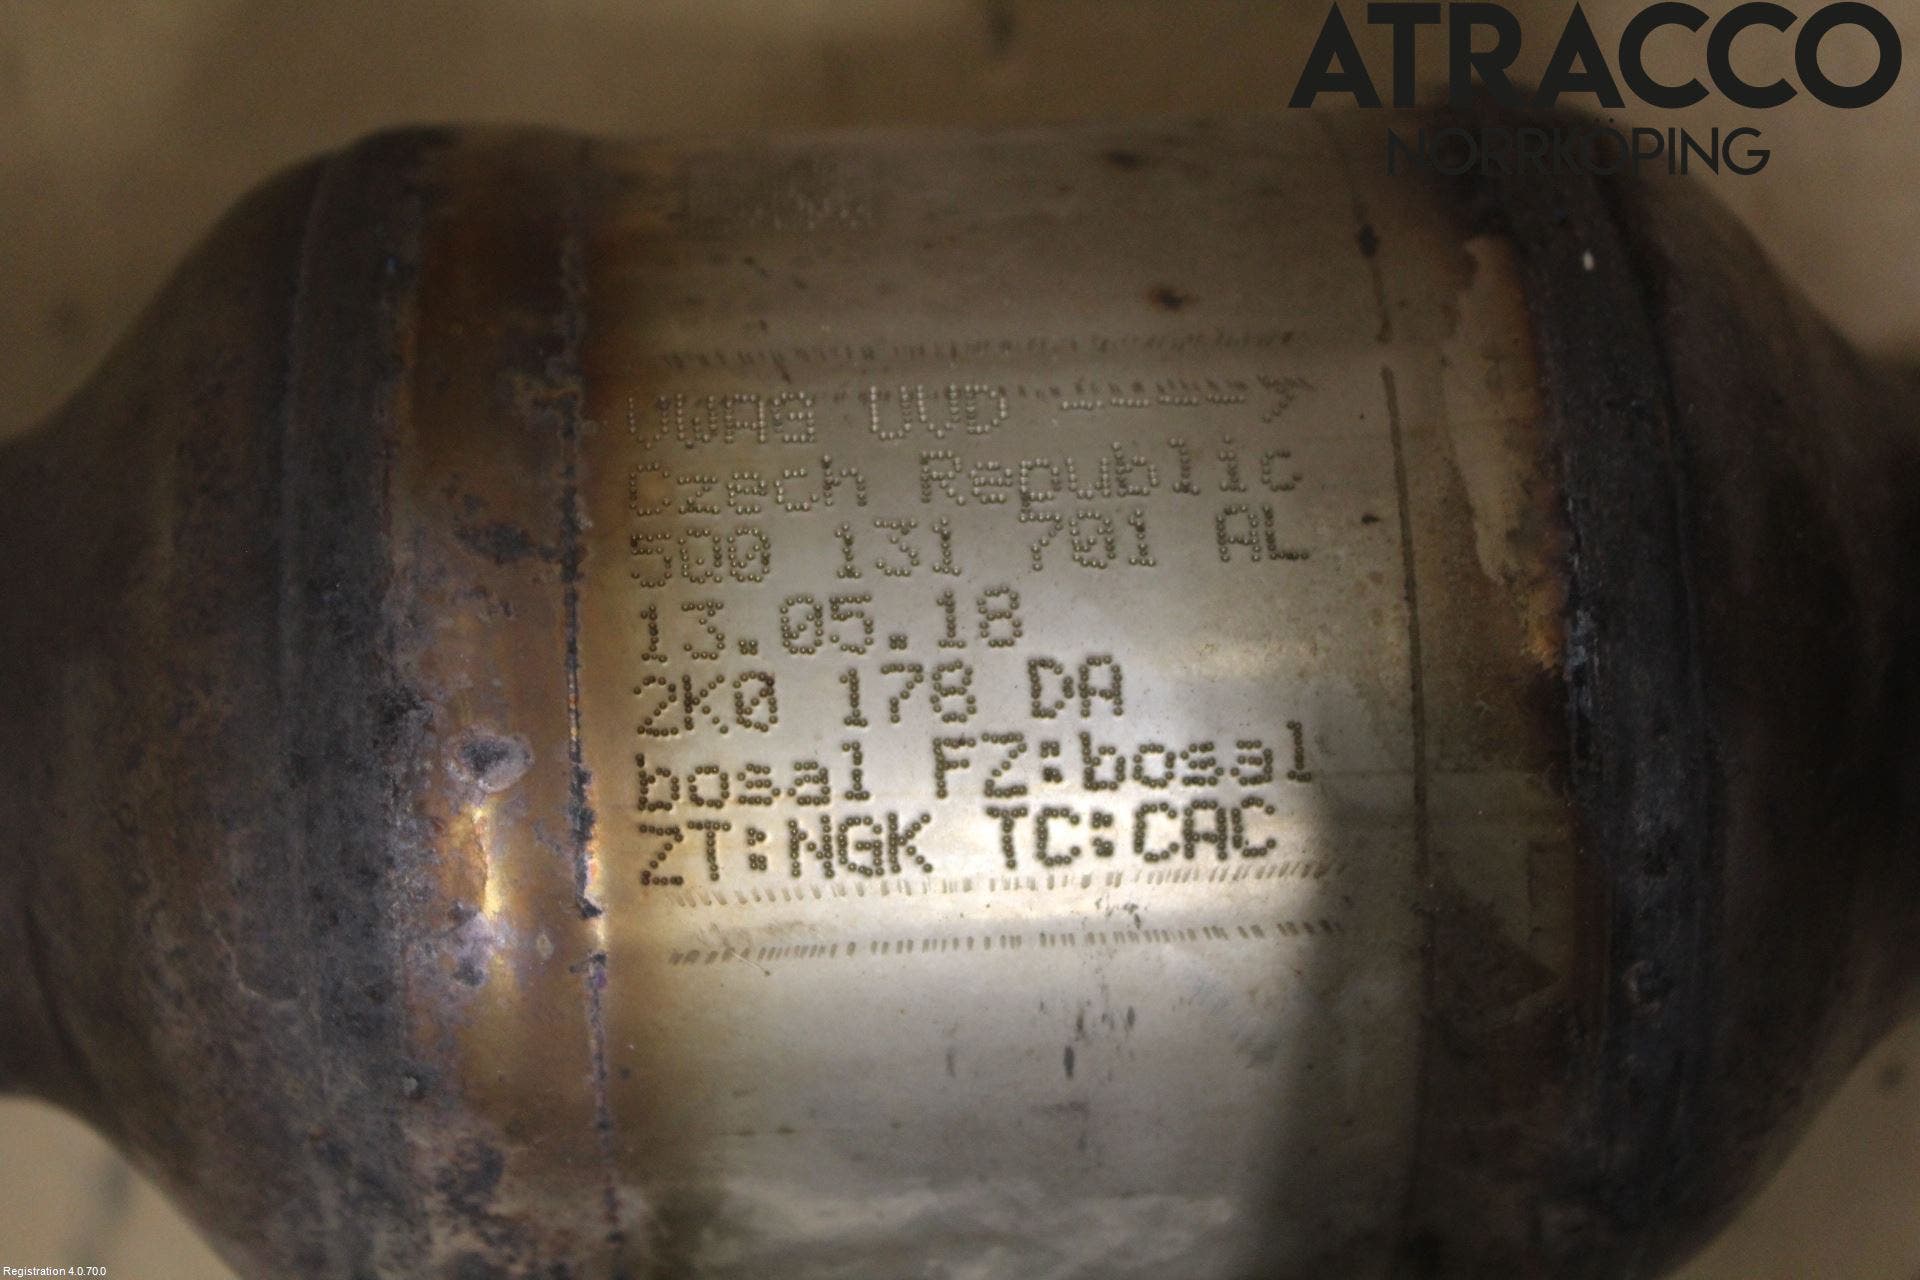 ATRACCO
NORRKÖPING
VWAG UVD ---->
Czech Republic
5Q0 131 701 AL
13.05.18
2K0 178 DA
bosal FZ:bosal
ZT:NGK TC:CAC
Registration 4.0.70.0